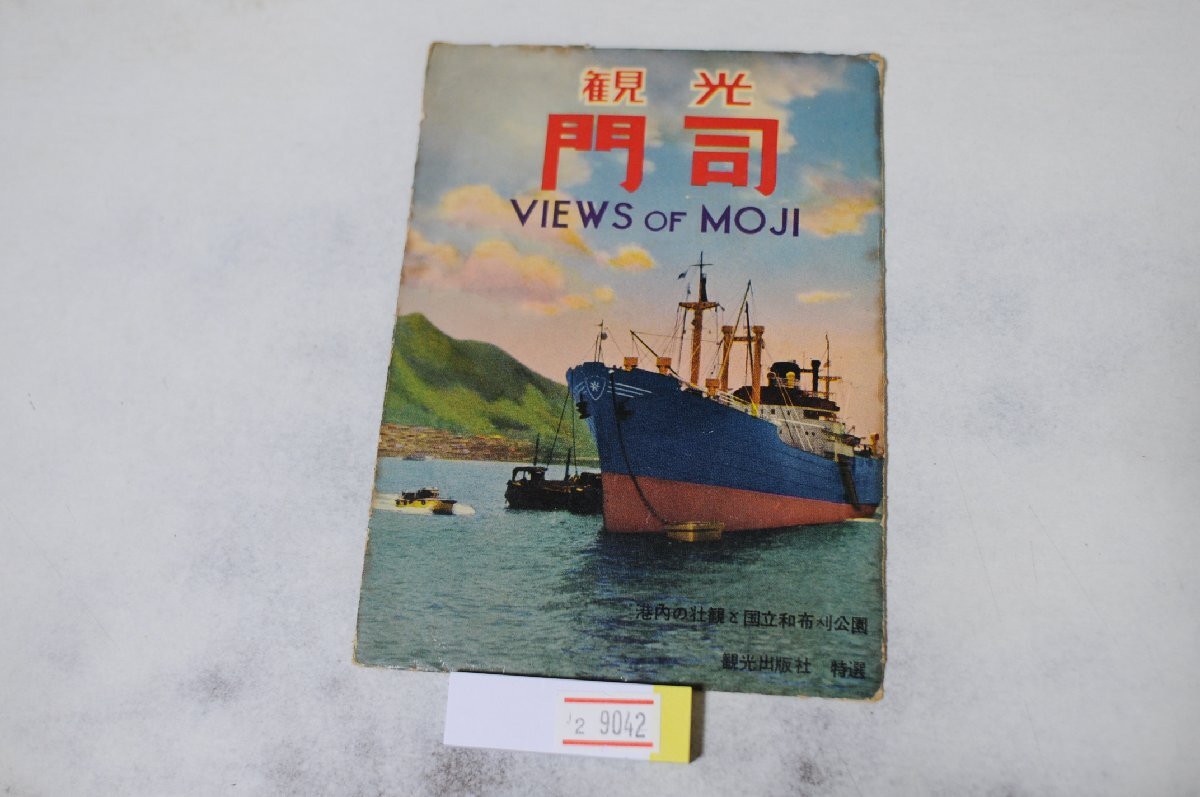 観光
門司
VIEWS OF MOJI
港内の壮観と国立和布刈公園
観光出版社 特選
2 9042